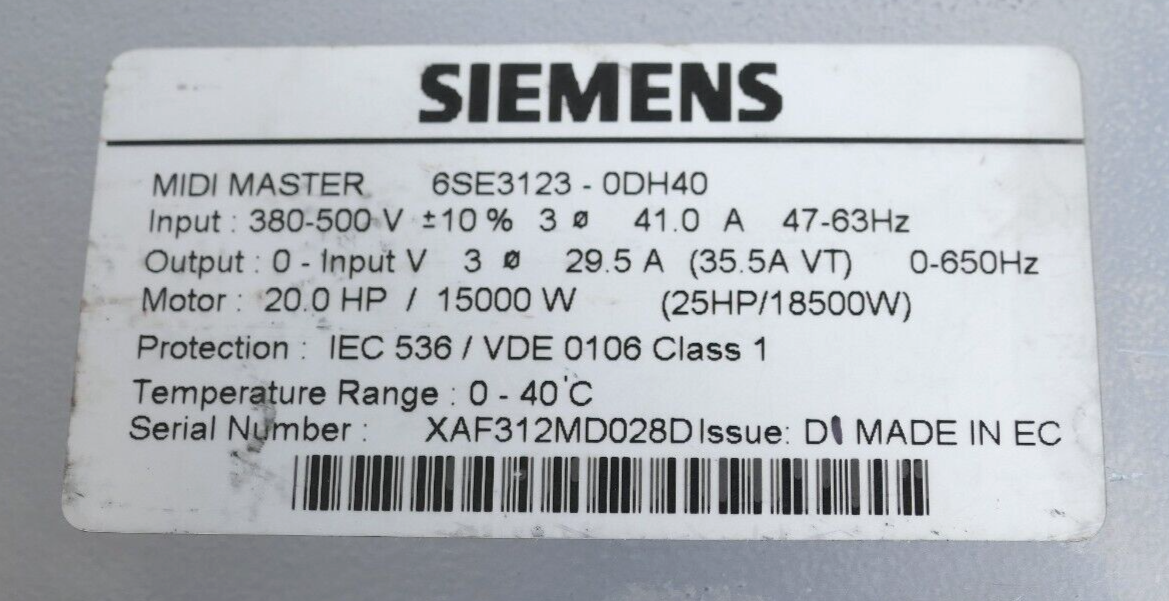 SIEMENS
MIDI MASTER 6SE3123 - 0DH40
Input : 380-500 V ±10 % 3 ø 41.0 A 47-63Hz
Output : 0 - Input V 3 ø 29.5 A (35.5A VT) 0-650Hz
Motor : 20.0 HP / 15000 W (25HP/18500W)
Protection : IEC 536 / VDE 0106 Class 1
Temperature Range : 0 - 40°C
Serial Number : XAF312MD028D Issue: D1 MADE IN EC